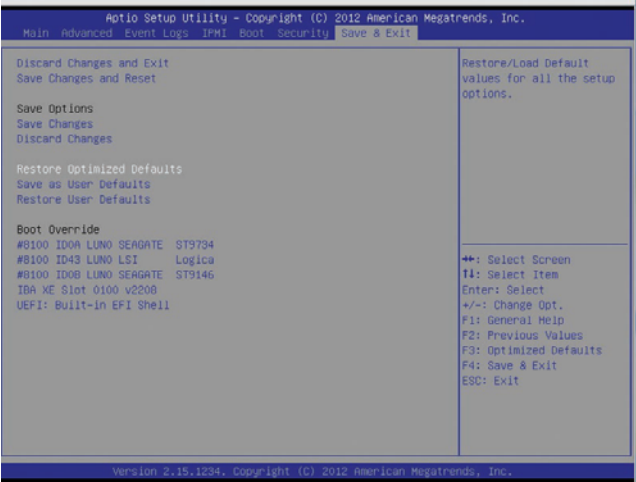 Aptio Setup Utility – Copyright (C) 2012 American Megatrends, Inc.
Main Advanced Event Logs IPMI Boot Security Save & Exit
Discard Changes and Exit
Save Changes and Reset
Save Options
Save Changes
Discard Changes
Restore Optimized Defaults
Save as User Defaults
Restore User Defaults
Boot Override
#8100 ID0A LUN0 SEAGATE ST9734
#8100 ID43 LUN0 LSI Logica
#8100 ID0B LUN0 SEAGATE ST9146
IBA XE Slot 0100 v2208
UEFI: Built-in EFI Shell
Restore/Load Default
values for all the setup
options.
→←: Select Screen
↑↓: Select Item
Enter: Select
+/-: Change Opt.
F1: General Help
F2: Previous Values
F3: Optimized Defaults
F4: Save & Exit
ESC: Exit
Version 2.15.1234. Copyright (C) 2012 American Megatrends, Inc.